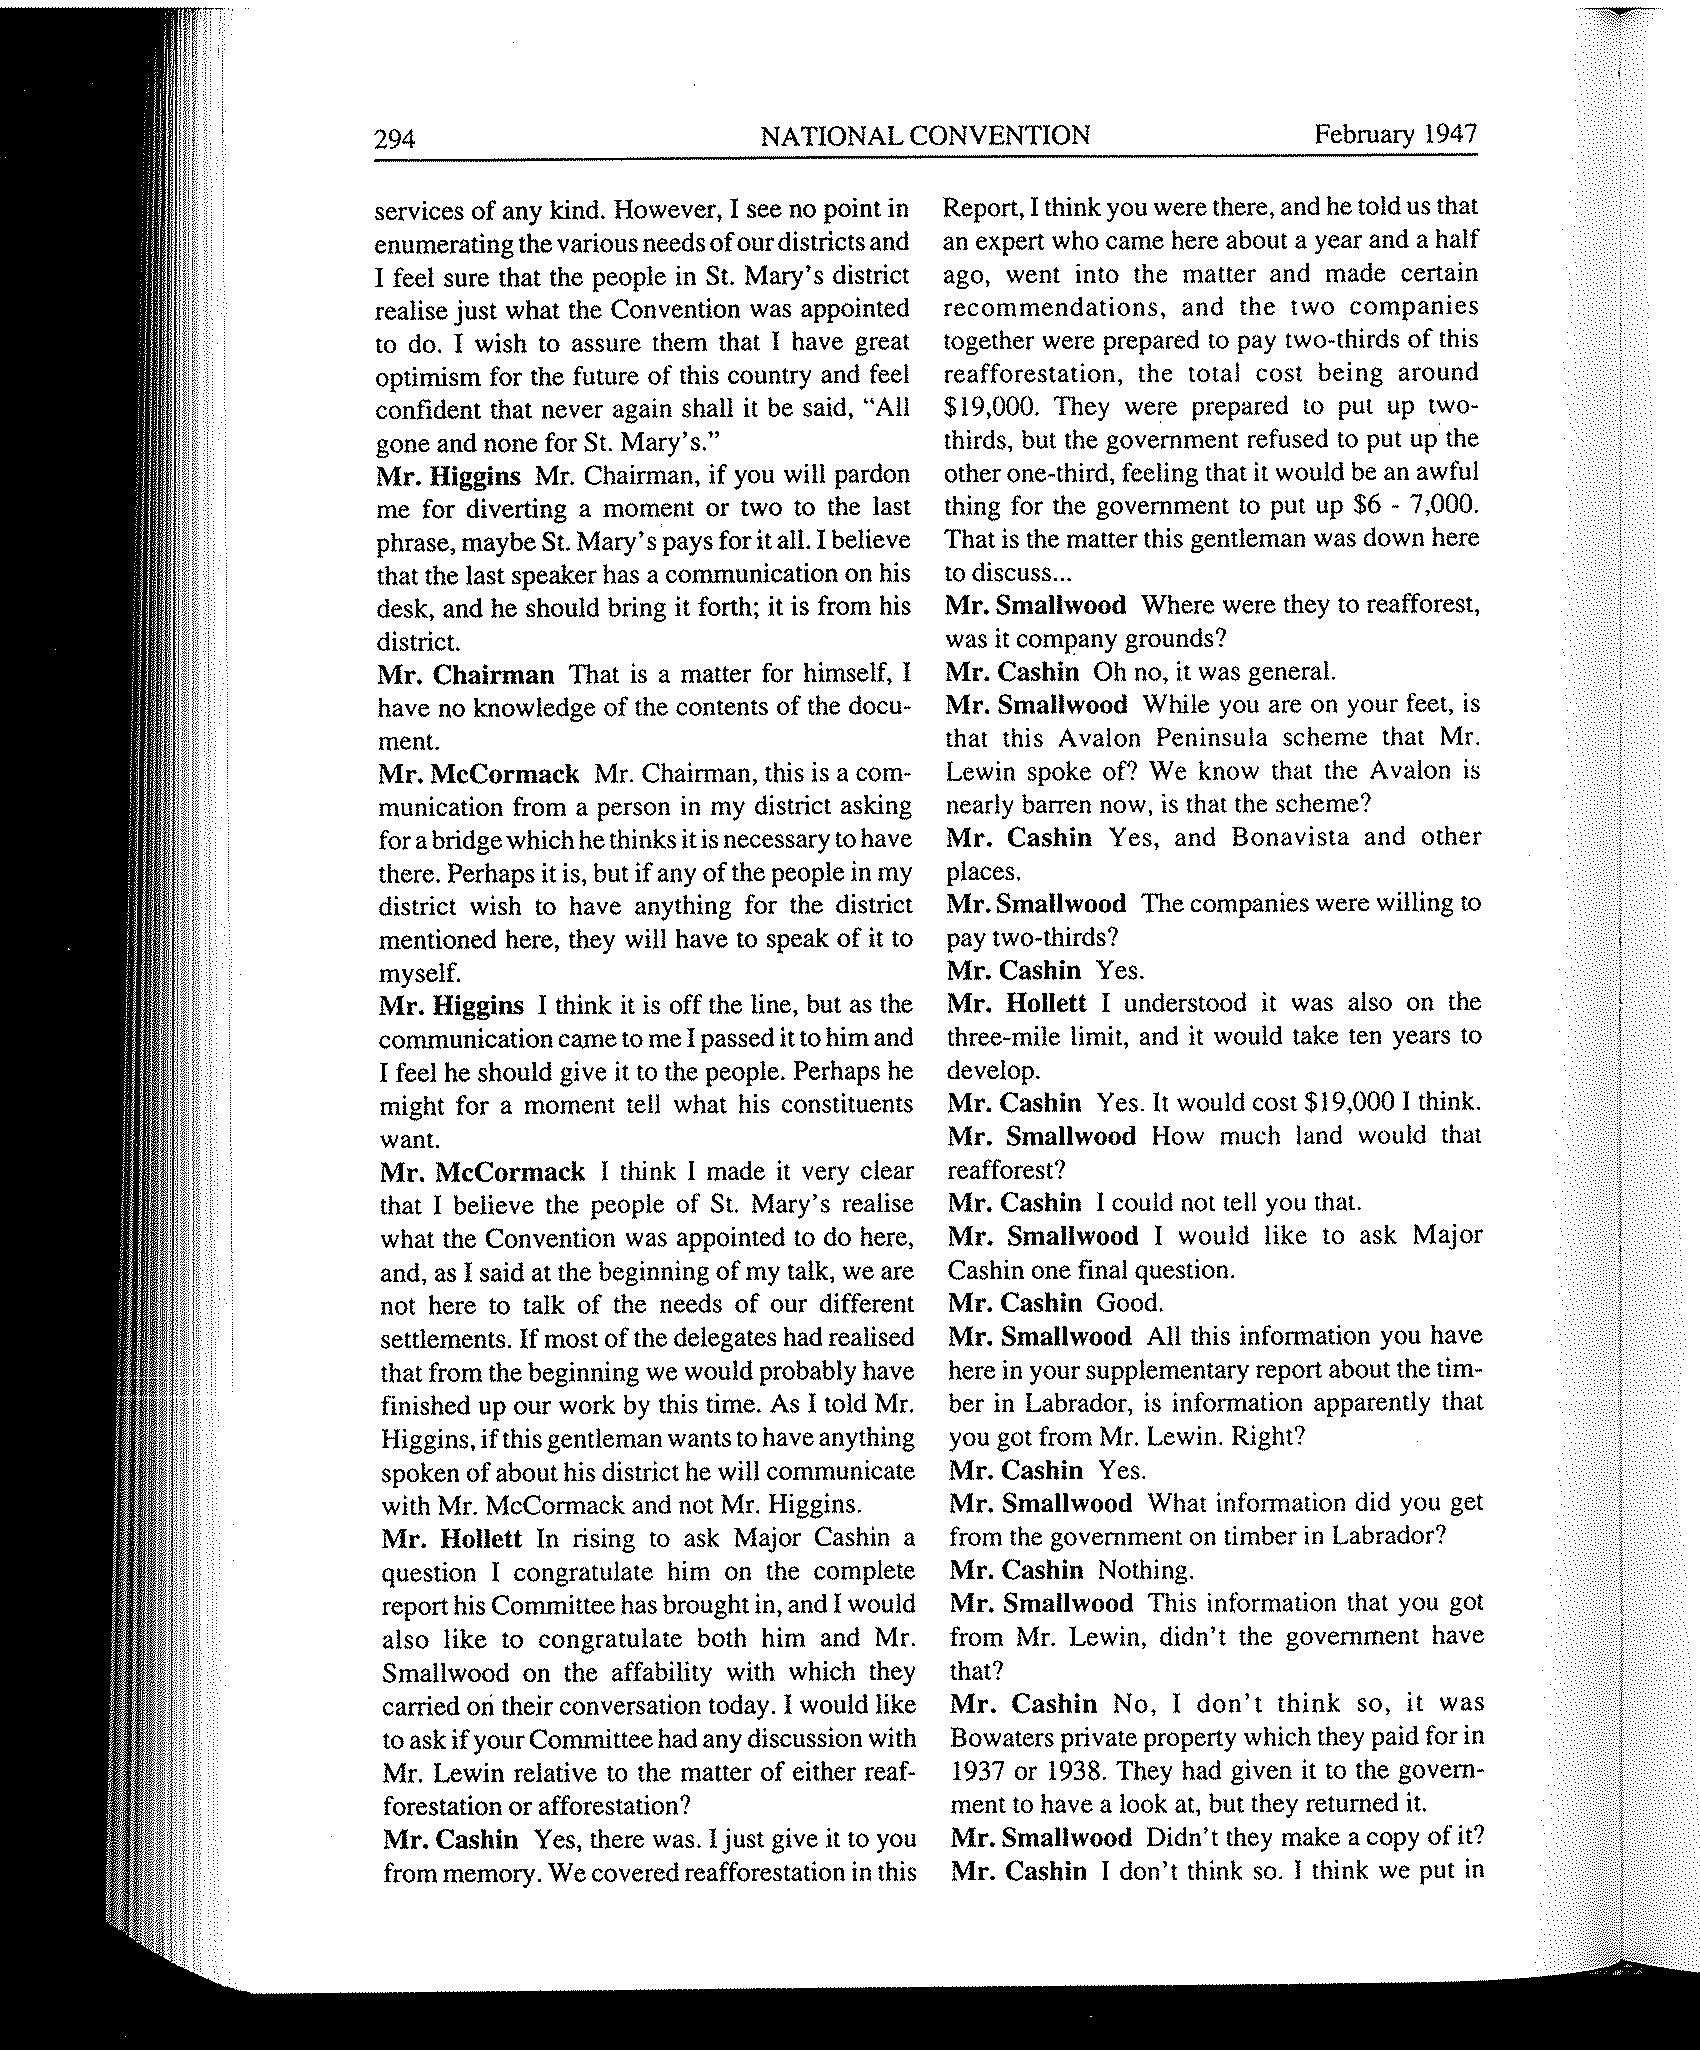 294 NATIONAL CONVENTION February 1947
services of any kind. However, I see no point in
enumerating the various needs of our districts and
I feel sure that the people in St. Mary's district
realise just what the Convention was appointed
to do. I wish to assure them that I have great
optimism for the future of this country and feel
confident that never again shall it be said, "All
gone and none for St. Mary's."
Mr. Higgins Mr. Chairman, if you will pardon
me for diverting a moment or two to the last
phrase, maybe St. Mary's pays for it all. I believe
that the last speaker has a communication on his
desk, and he should bring it forth; it is from his
district.
Mr. Chairman That is a matter for himself, I
have no knowledge of the contents of the docu-
ment.
Mr. McCormack Mr. Chairman, this is a com-
munication from a person in my district asking
for a bridge which he thinks it is necessary to have
there. Perhaps it is, but if any of the people in my
district wish to have anything for the district
mentioned here, they will have to speak of it to
myself.
Mr. Higgins I think it is off the line, but as the
communication came to me I passed it to him and
I feel he should give it to the people. Perhaps he
might for a moment tell what his constituents
want.
Mr. McCormack I think I made it very clear
that I believe the people of St. Mary's realise
what the Convention was appointed to do here,
and, as I said at the beginning of my talk, we are
not here to talk of the needs of our different
settlements. If most of the delegates had realised
that from the beginning we would probably have
finished up our work by this time. As I told Mr.
Higgins, if this gentleman wants to have anything
spoken of about his district he will communicate
with Mr. McCormack and not Mr. Higgins.
Mr. Hollett In rising to ask Major Cashin a
question I congratulate him on the complete
report his Committee has brought in, and I would
also like to congratulate both him and Mr.
Smallwood on the affability with which they
carried on their conversation today. I would like
to ask if your Committee had any discussion with
Mr. Lewin relative to the matter of either reaf-
forestation or afforestation?
Mr. Cashin Yes, there was. I just give it to you
from memory. We covered reafforestation in this
Report, I think you were there, and he told us that
an expert who came here about a year and a half
ago, went into the matter and made certain
recommendations, and the two companies
together were prepared to pay two-thirds of this
reafforestation, the total cost being around
$19,000. They were prepared to put up two-
thirds, but the government refused to put up the
other one-third, feeling that it would be an awful
thing for the government to put up $6 - 7,000.
That is the matter this gentleman was down here
to discuss...
Mr. Smallwood Where were they to reafforest,
was it company grounds?
Mr. Cashin Oh no, it was general.
Mr. Smallwood While you are on your feet, is
that this Avalon Peninsula scheme that Mr.
Lewin spoke of? We know that the Avalon is
nearly barren now, is that the scheme?
Mr. Cashin Yes, and Bonavista and other
places.
Mr. Smallwood The companies were willing to
pay two-thirds?
Mr. Cashin Yes.
Mr. Hollett I understood it was also on the
three-mile limit, and it would take ten years to
develop.
Mr. Cashin Yes. It would cost $19,000 I think.
Mr. Smallwood How much land would that
reafforest?
Mr. Cashin I could not tell you that.
Mr. Smallwood I would like to ask Major
Cashin one final question.
Mr. Cashin Good.
Mr. Smallwood All this information you have
here in your supplementary report about the tim-
ber in Labrador, is information apparently that
you got from Mr. Lewin. Right?
Mr. Cashin Yes.
Mr. Smallwood What information did you get
from the government on timber in Labrador?
Mr. Cashin Nothing.
Mr. Smallwood This information that you got
from Mr. Lewin, didn't the government have
that?
Mr. Cashin No, I don't think so, it was
Bowaters private property which they paid for in
1937 or 1938. They had given it to the govern-
ment to have a look at, but they returned it.
Mr. Smallwood Didn't they make a copy of it?
Mr. Cashin I don't think so. I think we put in